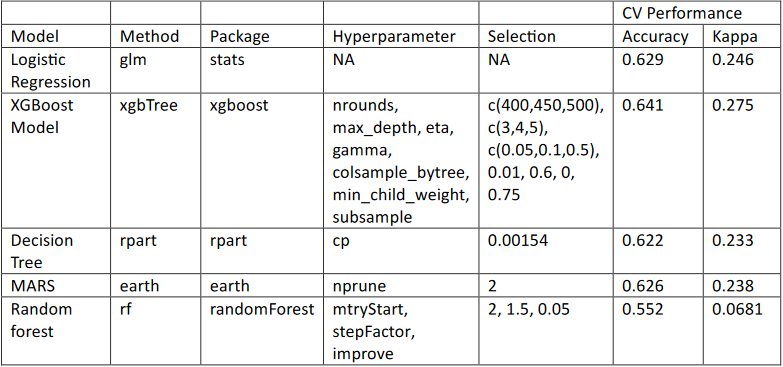 CV Performance
Model Method Package Hyperparameter Selection Accuracy Kappa
Logistic Regression glm stats NA NA 0.629 0.246
XGBoost Model xgbTree xgboost nrounds, max_depth, eta, gamma, colsample_bytree, min_child_weight, subsample c(400,450,500), c(3,4,5), c(0.05,0.1,0.5), 0.01, 0.6, 0, 0.75 0.641 0.275
Decision Tree rpart rpart cp 0.00154 0.622 0.233
MARS earth earth nprune 2 0.626 0.238
Random forest rf randomForest mtryStart, stepFactor, improve 2, 1.5, 0.05 0.552 0.0681